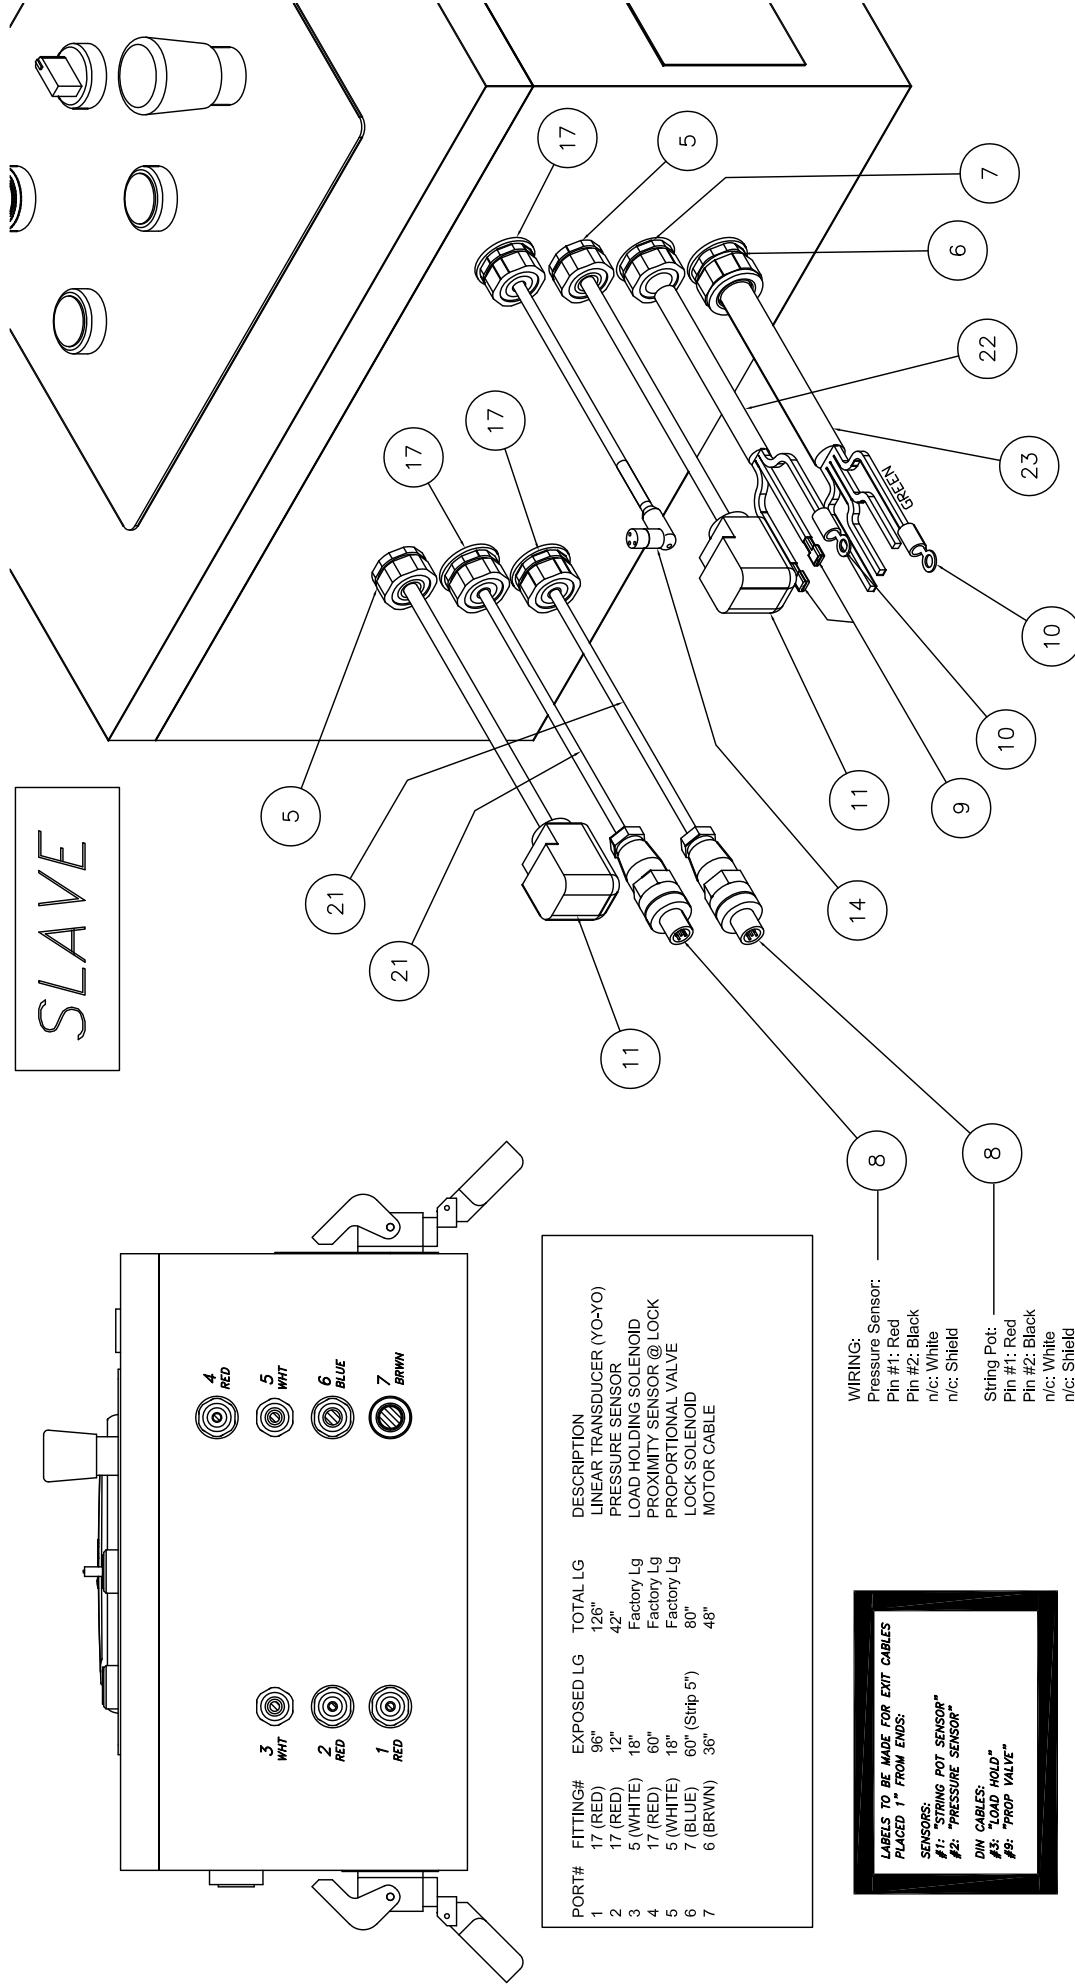 SLAVE
4
RED
5
WHT
6
BLUE
7
BRWN
3
WHT
2
RED
1
RED
PORT# FITTING# EXPOSED LG TOTAL LG DESCRIPTION
1 17 (RED) 96" 126" LINEAR TRANSDUCER (YO-YO)
2 17 (RED) 12" 42" PRESSURE SENSOR
3 5 (WHITE) 18" Factory Lg LOAD HOLDING SOLENOID
4 17 (RED) 60" Factory Lg PROXIMITY SENSOR @ LOCK
5 5 (WHITE) 18" Factory Lg PROPORTIONAL VALVE
6 7 (BLUE) 60" (Strip 5") 80" LOCK SOLENOID
7 6 (BRWN) 36" 48" MOTOR CABLE
LABELS TO BE MADE FOR EXIT CABLES
PLACED 1" FROM ENDS:
SENSORS:
#1: "STRING POT SENSOR"
#2: "PRESSURE SENSOR"
DIN CABLES:
#3: "LOAD HOLD"
#9: "PROP VALVE"
WIRING:
Pressure Sensor:
Pin #1: Red
Pin #2: Black
n/c: White
n/c: Shield
String Pot:
Pin #1: Red
Pin #2: Black
n/c: White
n/c: Shield
8
8
11
21
21
5
17
17
17
5
7
6
22
23
GREEN
10
10
9
11
14